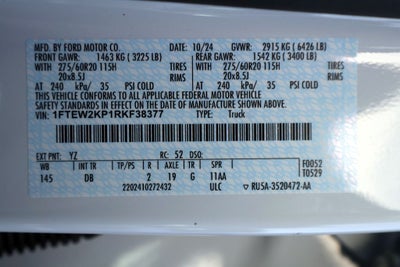 MFD. BY FORD MOTOR CO. 10/24 GVWR: 2915 KG ( 6426 LB)
FRONT GAWR: 1463 KG ( 3225 LB) REAR GAWR: 1542 KG ( 3400 LB)
WITH 275/60R20 115H TIRES WITH 275/60R20 115H TIRES
20x8.5J RIMS 20x8.5J RIMS
AT 240 kPa/ 35 PSI COLD AT 240 kPa/ 35 PSI COLD
THIS VEHICLE CONFORMS TO ALL APPLICABLE FEDERAL MOTOR VEHICLE
SAFETY STANDARDS IN EFFECT ON THE DATE OF MANUFACTURE SHOWN ABOVE.
VIN: 1FTEW2KP1RKF38377 TYPE: Truck
EXT PNT: YZ RC: 52 DSO: F0052
WB INT TR TP/PS R AXLE TR SPR T0529
145 DB 2 19 G 11AA
2202410272432 ULC RU5A-3520472-AA